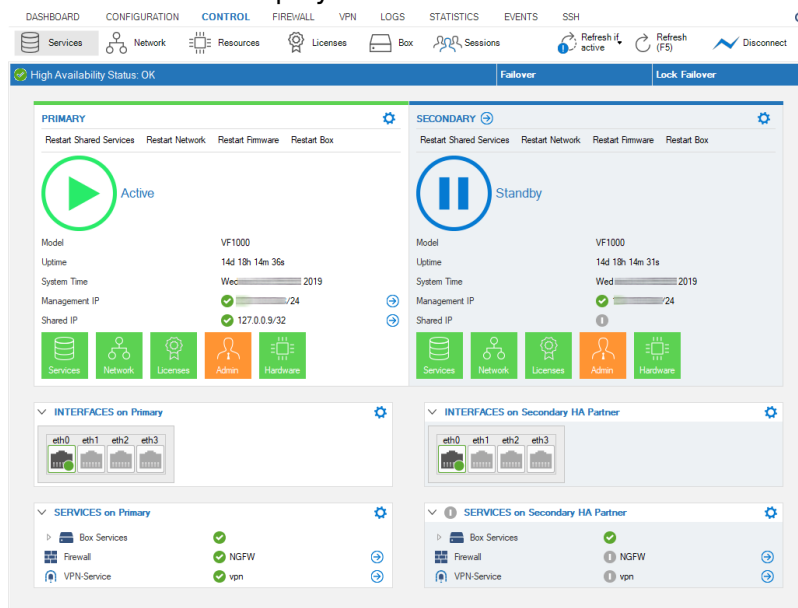 DASHBOARD CONFIGURATION CONTROL FIREWALL VPN LOGS STATISTICS EVENTS SSH
Services Network Resources Licenses Box Sessions Refresh if active Refresh (F5) Disconnect
High Availability Status: OK Failover Lock Failover
PRIMARY
Restart Shared Services Restart Network Restart Firmware Restart Box
Active
Model VF1000
Uptime 14d 18h 14m 36s
System Time Wed 2019
Management IP /24
Shared IP 127.0.0.9/32
Services Network Licenses Admin Hardware
SECONDARY
Restart Shared Services Restart Network Restart Firmware Restart Box
Standby
Model VF1000
Uptime 14d 18h 14m 31s
System Time Wed 2019
Management IP /24
Shared IP
Services Network Licenses Admin Hardware
INTERFACES on Primary
eth0 eth1 eth2 eth3
INTERFACES on Secondary HA Partner
eth0 eth1 eth2 eth3
SERVICES on Primary
Box Services
Firewall NGFW
VPN-Service vpn
SERVICES on Secondary HA Partner
Box Services
Firewall NGFW
VPN-Service vpn